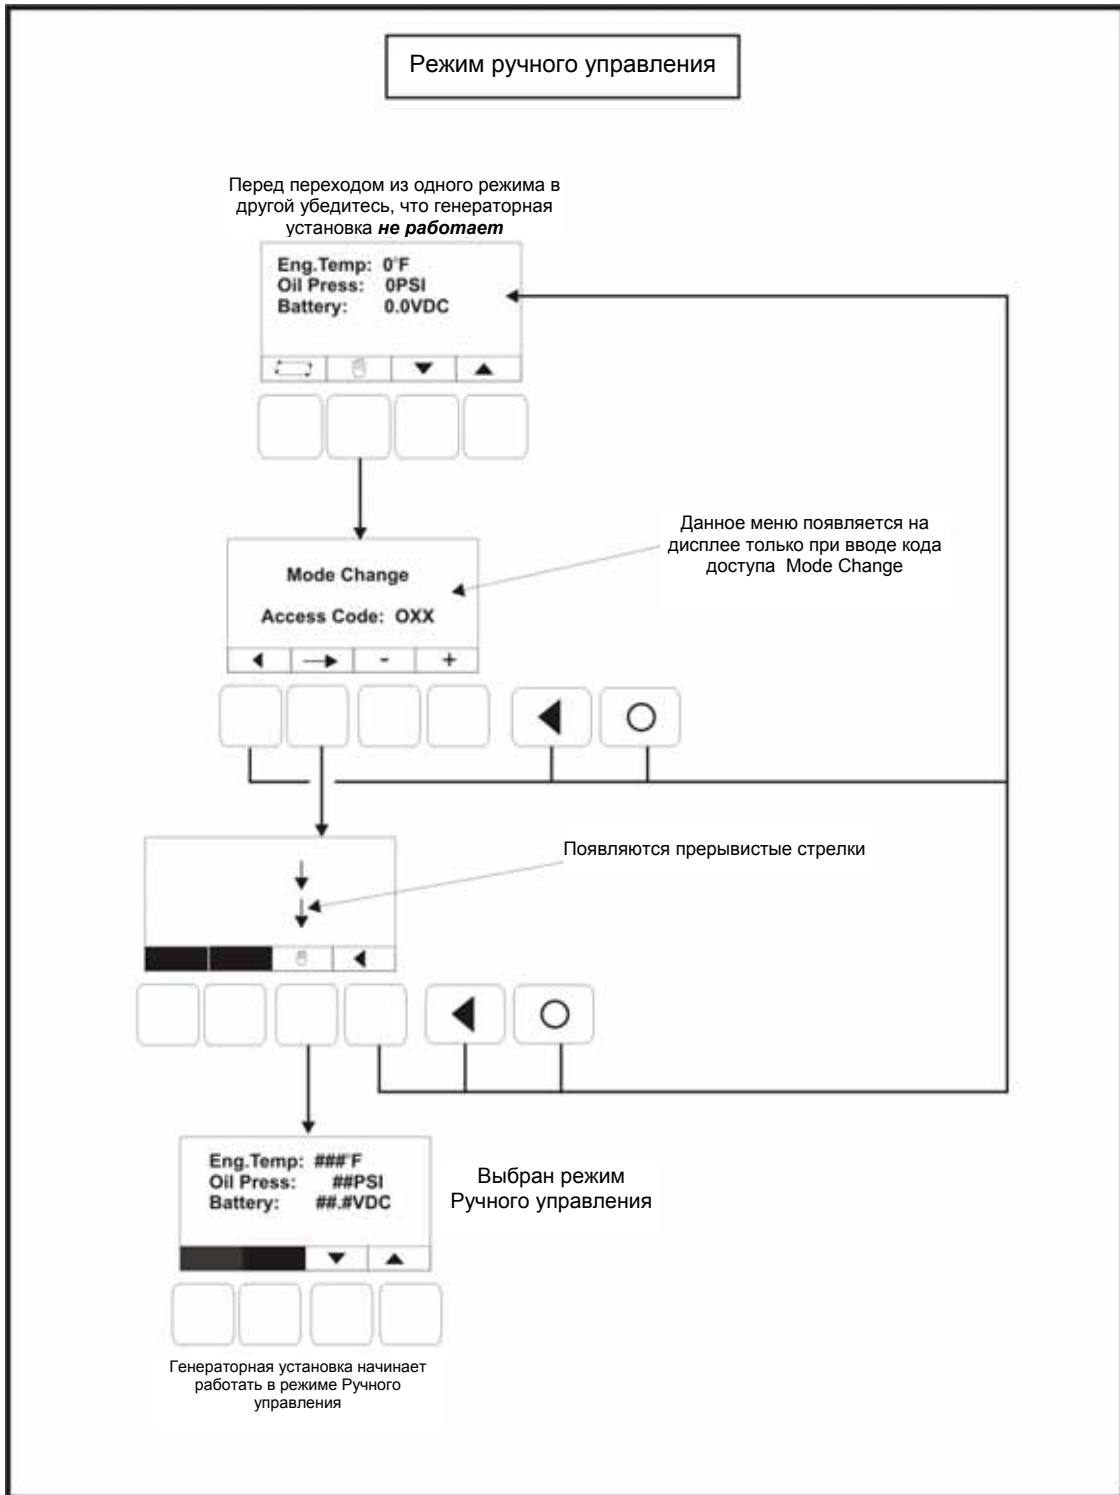 Режим ручного управления
Перед переходом из одного режима в
другой убедитесь, что генераторная
установка не работает
Eng.Temp: 0°F
Oil Press: 0PSI
Battery: 0.0VDC
Данное меню появляется на
дисплее только при вводе кода
доступа Mode Change
Mode Change
Access Code: OXX
- +
Появляются прерывистые стрелки
Eng.Temp: ###°F
Oil Press: ##PSI
Battery: ##.#VDC
Выбран режим
Ручного управления
Генераторная установка начинает
работать в режиме Ручного
управления